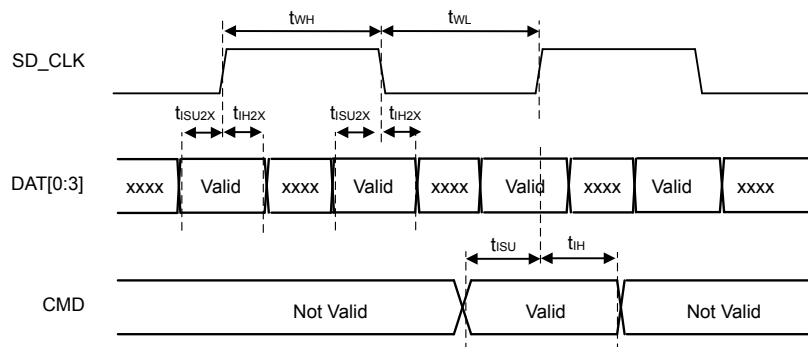 tWH tWL
SD_CLK
tISU2X tIH2X tISU2X tIH2X
DAT[0:3] xxxx Valid xxxx Valid xxxx Valid xxxx Valid xxxx
tISU tIH
CMD Not Valid Valid Not Valid